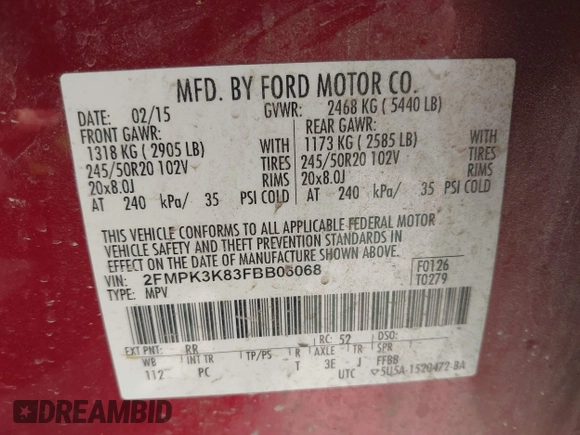 MFD. BY FORD MOTOR CO.
DATE: 02/15 GVWR: 2468 KG (5440 LB)
FRONT GAWR: REAR GAWR:
1318 KG (2905 LB) WITH 1173 KG (2585 LB) WITH
245/50R20 102V TIRES 245/50R20 102V TIRES
20x8.0J RIMS 20x8.0J RIMS
AT 240 kPa/ 35 PSI COLD AT 240 kPa/ 35 PSI COLD
THIS VEHICLE CONFORMS TO ALL APPLICABLE FEDERAL MOTOR
VEHICLE SAFETY AND THEFT PREVENTION STANDARDS IN
EFFECT ON THE DATE OF MANUFACTURE SHOWN ABOVE.
VIN: 2FMPK3K83FBB06068 F0126
TYPE: MPV T0279
EXT PNT: RR RC: 52 DSO:
WB INT TR TP/PS R AXLE TR SPR
112 PC T 3E J FFBB
UTC 5U5A-1520472-BA
DREAMBID